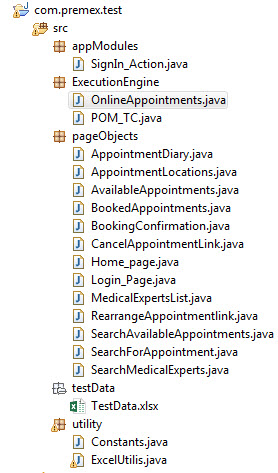 com.premex.test
src
appModules
SignIn_Action.java
ExecutionEngine
OnlineAppointments.java
POM_TC.java
pageObjects
AppointmentDiary.java
AppointmentLocations.java
AvailableAppointments.java
BookedAppointments.java
BookingConfirmation.java
CancelAppointmentLink.java
Home_page.java
Login_Page.java
MedicalExpertsList.java
RearrangeAppointmentlink.java
SearchAvailableAppointments.java
SearchForAppointment.java
SearchMedicalExperts.java
testData
TestData.xlsx
utility
Constants.java
ExcelUtilis.java